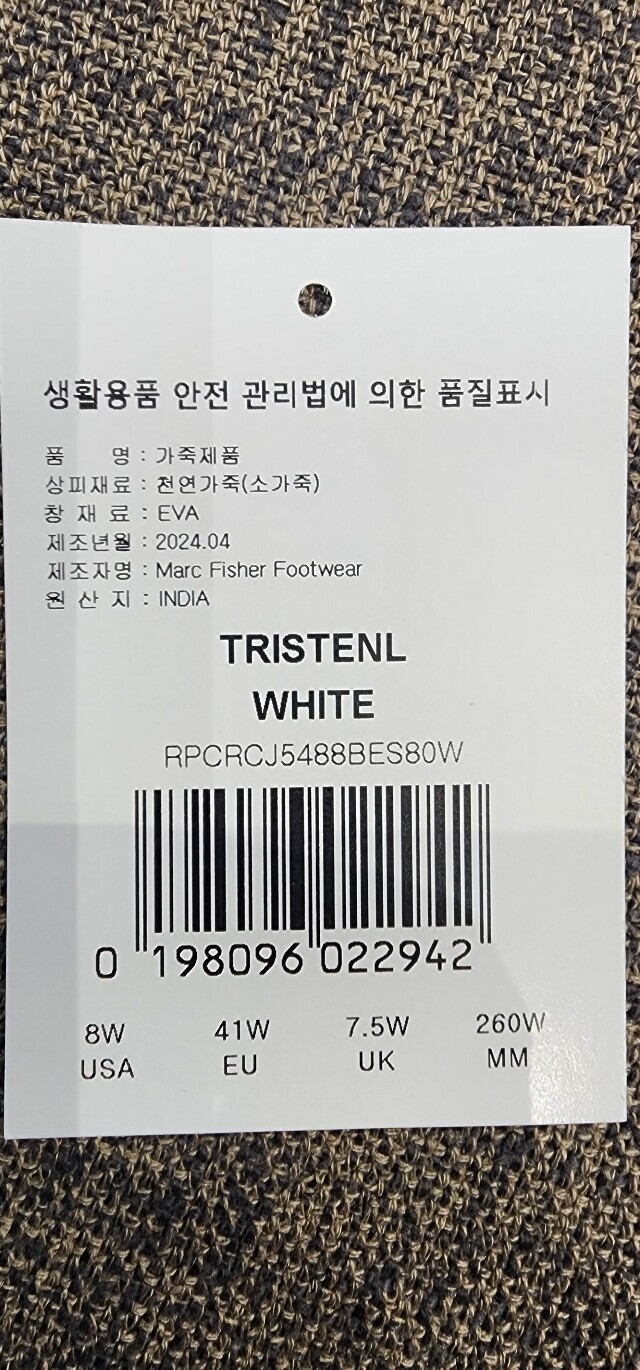 생활용품 안전 관리법에 의한 품질표시
품 명 : 가죽제품
상피재료 : 천연가죽(소가죽)
창 재 료 : EVA
제조년월 : 2024.04
제조자명 : Marc Fisher Footwear
원 산 지 : INDIA
TRISTENL
WHITE
RPCRCJ5488BES80W
0 198096 022942
8W 41W 7.5W 260W
USA EU UK MM